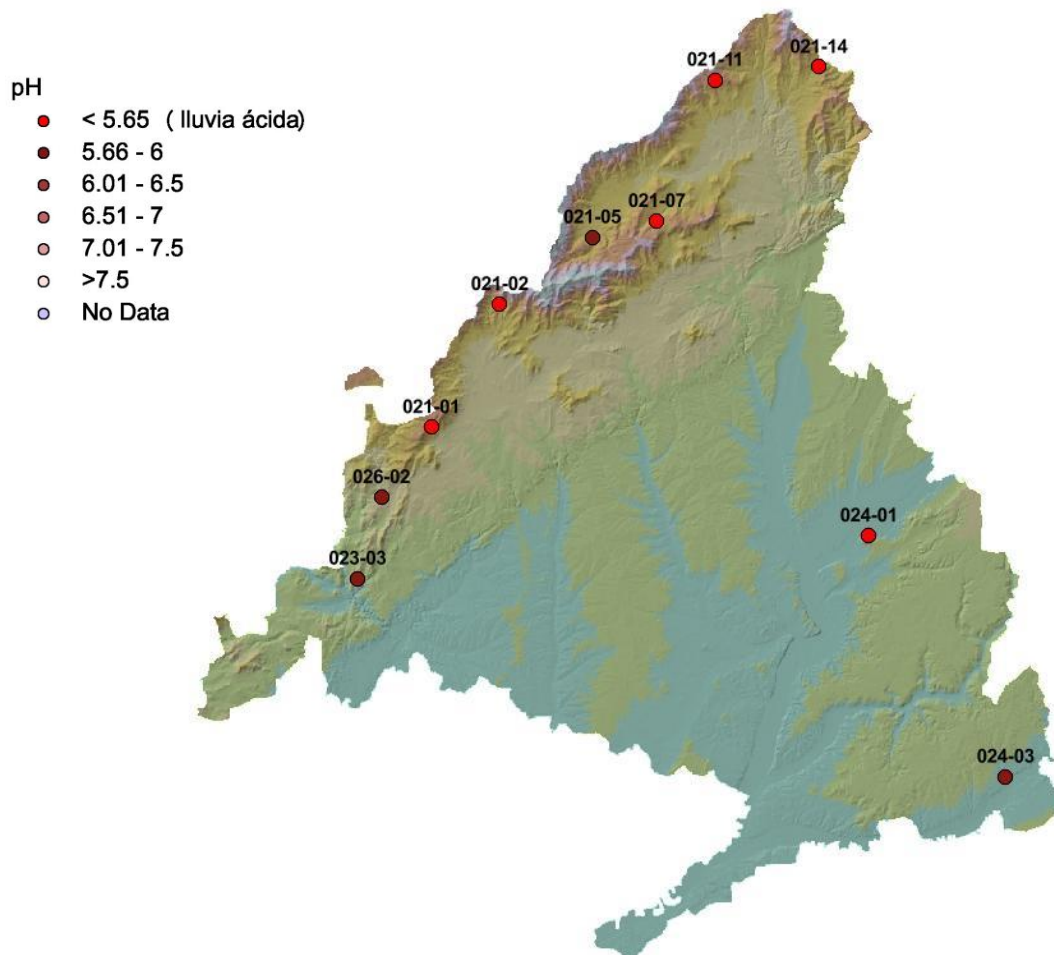 pH
< 5.65 ( lluvia ácida)
5.66 - 6
6.01 - 6.5
6.51 - 7
7.01 - 7.5
>7.5
No Data
021-14
021-11
021-07
021-05
021-02
021-01
026-02
024-01
023-03
024-03